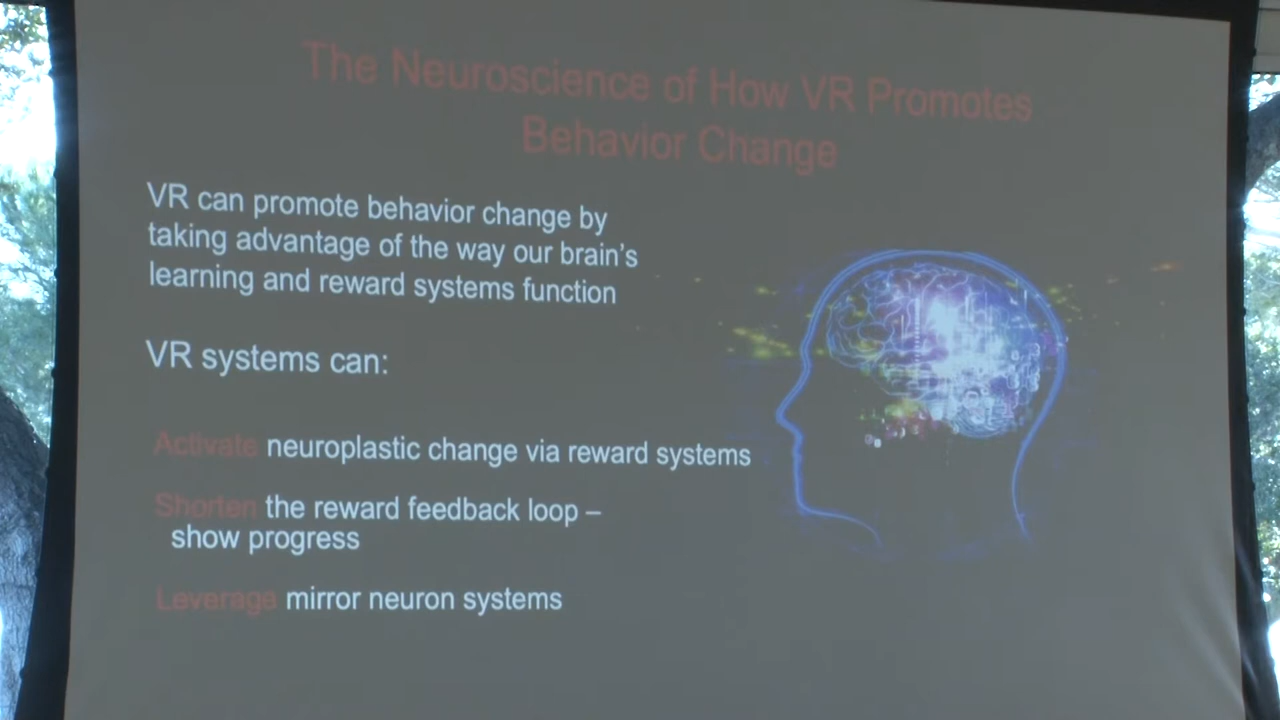 The Neuroscience of How VR Promotes
Behavior Change
VR can promote behavior change by
taking advantage of the way our brain's
learning and reward systems function
VR systems can:
Activate neuroplastic change via reward systems
Shorten the reward feedback loop –
show progress
Leverage mirror neuron systems